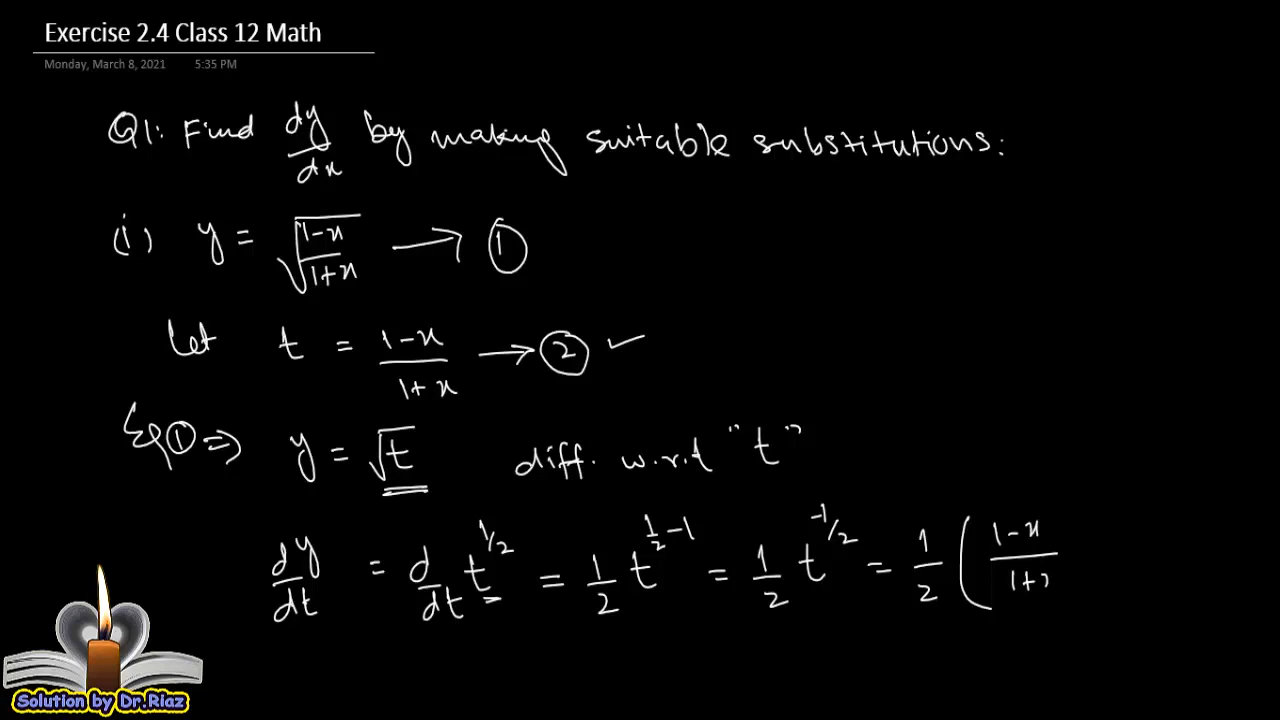 Exercise 2.4 Class 12 Math
Monday, March 8, 2021 5:35 PM
Q1: Find dy/dx by making suitable substitutions:
(i) y = √((1-x)/(1+x)) → ①
let t = (1-x)/(1+x) → ② ✓
Eq ① ⇒ y = √t diff. w.r.t "t"
dy/dt = d/dt t^(1/2) = 1/2 t^(1/2 -1) = 1/2 t^(-1/2) = 1/2 ( (1-x)/(1+
Solution by Dr.Riaz